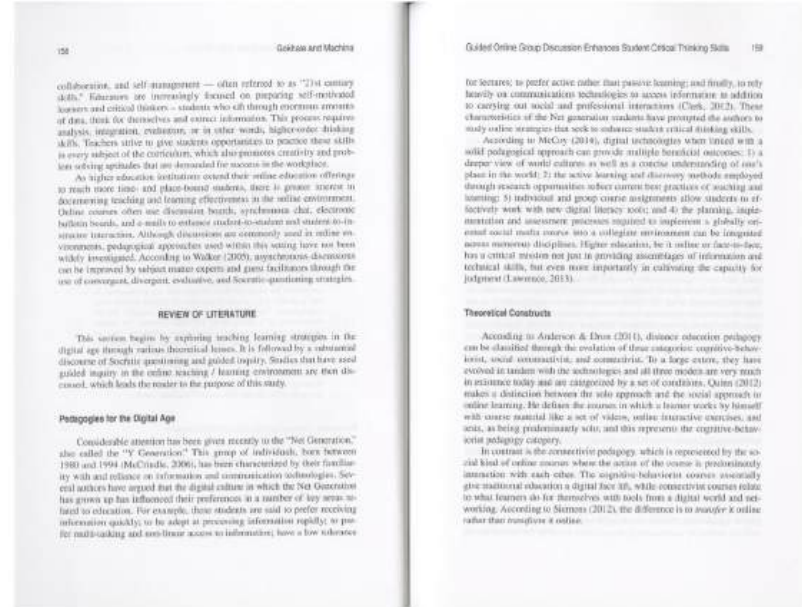 158
Gokhale and Machina
collaboration, and self-management — often referred to as "21st century
skills." Educators are increasingly focused on preparing self-motivated
learners and critical thinkers – students who sift through enormous amounts
of data, think for themselves and extract information. This process requires
analysis, integration, evaluation, or in other words, higher-order thinking
skills. Teachers strive to give students opportunities to practice these skills
in every subject of the curriculum, which also promotes creativity and prob-
lem solving aptitudes that are demanded for success in the workplace.
As higher education institutions extend their online education offerings
to reach more time- and place-bound students, there is greater interest in
documenting teaching and learning effectiveness in the online environment.
Online courses often use discussion boards, synchronous chat, electronic
bulletin boards, and e-mails to enhance student-to-student and student-to-in-
structor interaction. Although discussions are commonly used in online en-
vironments, pedagogical approaches used within this setting have not been
widely investigated. According to Walker (2005), asynchronous discussions
can be improved by subject matter experts and guest facilitators through the
use of convergent, divergent, evaluative, and Socratic-questioning strategies.
REVIEW OF LITERATURE
This section begins by exploring teaching learning strategies in the
digital age through various theoretical lenses. It is followed by a substantial
discourse of Socratic questioning and guided inquiry. Studies that have used
guided inquiry in the online teaching / learning environment are then dis-
cussed, which leads the reader to the purpose of this study.
Pedagogies for the Digital Age
Considerable attention has been given recently to the "Net Generation,"
also called the "Y Generation." This group of individuals, born between
1980 and 1994 (McCrindle, 2006), has been characterized by their familiar-
ity with and reliance on information and communication technologies. Sev-
eral authors have argued that the digital culture in which the Net Generation
has grown up has influenced their preferences in a number of key areas re-
lated to education. For example, these students are said to prefer receiving
information quickly; to be adept at processing information rapidly; to pre-
fer multi-tasking and non-linear access to information; have a low tolerance
Guided Online Group Discussion Enhances Student Critical Thinking Skills
159
for lectures; to prefer active rather than passive learning; and finally, to rely
heavily on communications technologies to access information in addition
to carrying out social and professional interactions (Clark, 2012). These
characteristics of the Net generation students have prompted the authors to
study online strategies that seek to enhance student critical thinking skills.
According to McCoy (2014), digital technologies when linked with a
solid pedagogical approach can provide multiple beneficial outcomes: 1) a
deeper view of world cultures as well as a concise understanding of one's
place in the world; 2) the active learning and discovery methods employed
through research opportunities reflect current best practices of teaching and
learning; 3) individual and group course assignments allow students to ef-
fectively work with new digital literacy tools; and 4) the planning, imple-
mentation and assessment processes required to implement a globally ori-
ented social media course into a collegiate environment can be integrated
across numerous disciplines. Higher education, be it online or face-to-face,
has a critical mission not just in providing assemblages of information and
technical skills, but even more importantly in cultivating the capacity for
judgment (Lawrence, 2013).
Theoretical Constructs
According to Anderson & Dron (2011), distance education pedagogy
can be classified through the evolution of three categories: cognitive-behav-
iorist, social constructivist, and connectivist. To a large extent, they have
evolved in tandem with the technologies and all three models are very much
in existence today and are categorized by a set of conditions. Quinn (2012)
makes a distinction between the solo approach and the social approach to
online learning. He defines the courses in which a learner works by himself
with course material like a set of videos, online interactive exercises, and
tests, as being predominately solo; and this represents the cognitive-behav-
iorist pedagogy category.
In contrast is the connectivist pedagogy, which is represented by the so-
cial kind of online courses where the action of the course is predominately
interaction with each other. The cognitive-behaviorist courses essentially
give traditional education a digital face lift, while connectivist courses relate
to what learners do for themselves with tools from a digital world and net-
working. According to Siemens (2012), the difference is to transfer it online
rather than transform it online.